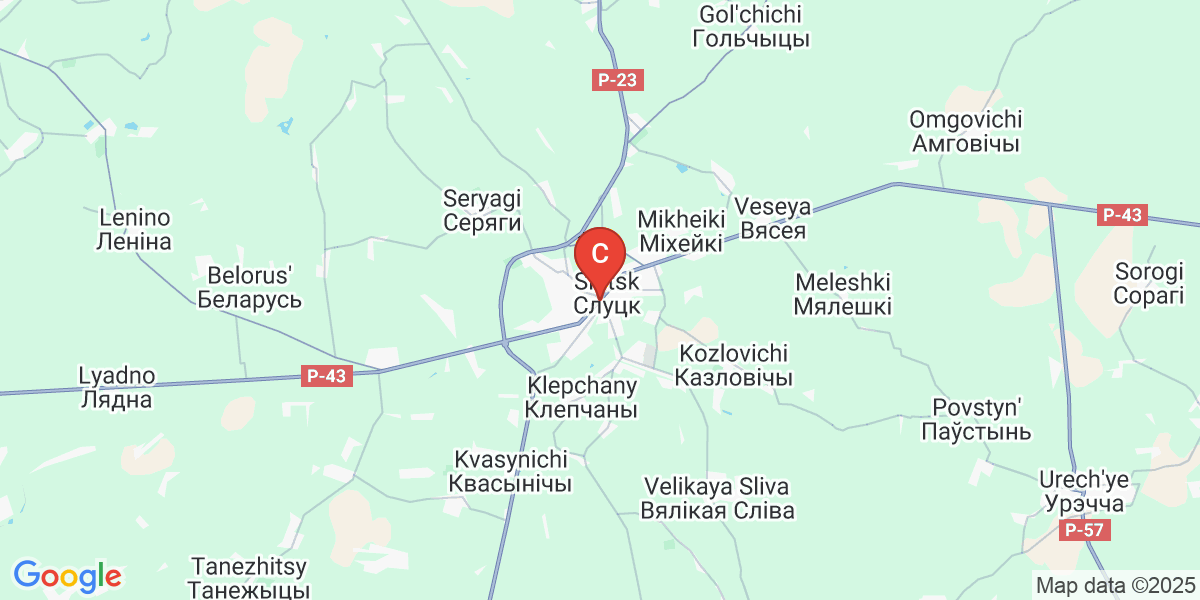 Gol'chichi
Гольчыцы
P-23
Omgovichi
Амговічы
Seryagi
Серяги
Mikheiki
Міхейкі
Veseya
Вясея
P-43
Lenino
Леніна
C
Belorus'
Беларусь
Slutsk
Слуцк
Meleshki
Мялешкі
Sorogi
Сорагі
Kozlovichi
Казловічы
P-43
Lyadno
Лядна
Klepchany
Клепчаны
Povstyn'
Паўстынь
Kvasynichi
Квасынічы
Velikaya Sliva
Вялікая Сліва
Urech'ye
Урэчча
P-57
Tanezhitsy
Танежыцы
Google
Map data ©2025